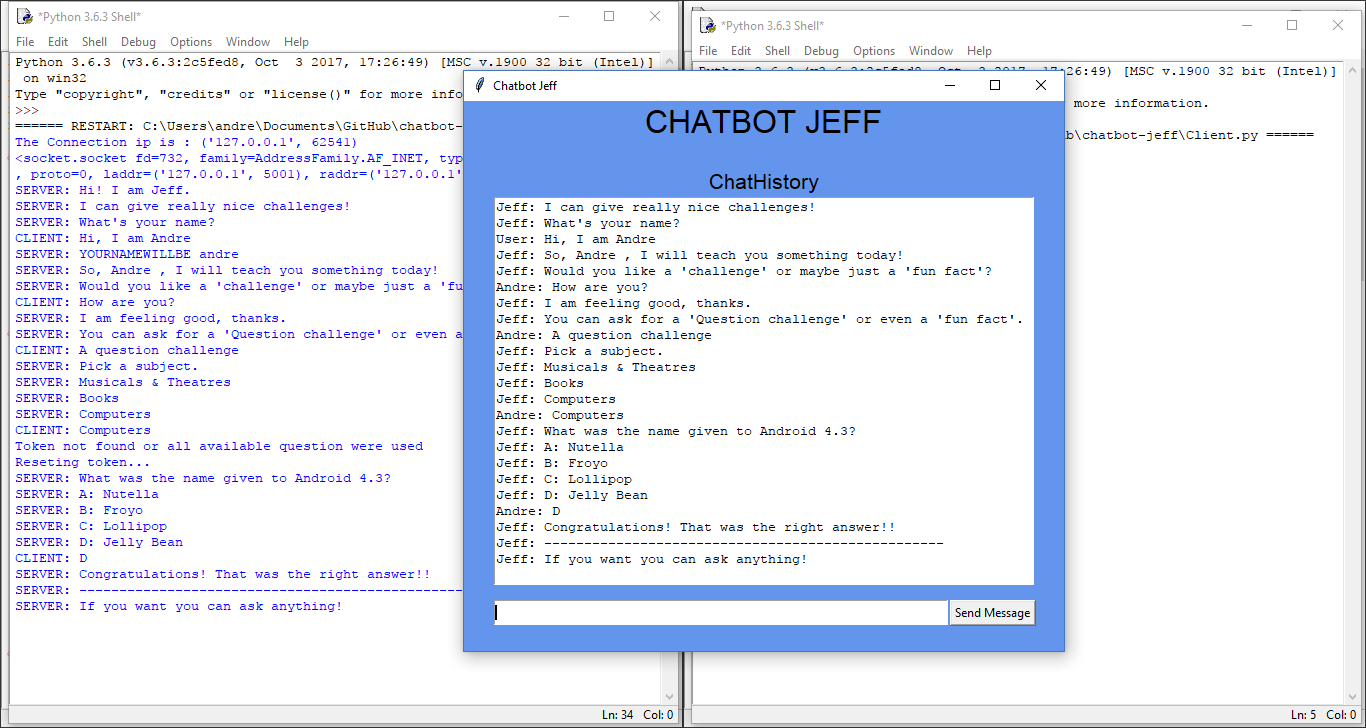 *Python 3.6.3 Shell*
File Edit Shell Debug Options Window Help
Python 3.6.3 (v3.6.3:2c5fed8, Oct  3 2017, 17:26:49) [MSC v.1900 32 bit (Intel)]
on win32
Type "copyright", "credits" or "license()" for more info
>>>
====== RESTART: C:\Users\andre\Documents\GitHub\chatbot-
The Connection ip is : ('127.0.0.1', 62541)
<socket.socket fd=732, family=AddressFamily.AF_INET, typ
, proto=0, laddr=('127.0.0.1', 5001), raddr=('127.0.0.1'
SERVER: Hi! I am Jeff.
SERVER: I can give really nice challenges!
SERVER: What's your name?
CLIENT: Hi, I am Andre
SERVER: YOURNAMEWILLBE andre
SERVER: So, Andre , I will teach you something today!
SERVER: Would you like a 'challenge' or maybe just a 'fu
CLIENT: How are you?
SERVER: I am feeling good, thanks.
SERVER: You can ask for a 'Question challenge' or even a
CLIENT: A question challenge
SERVER: Pick a subject.
SERVER: Musicals & Theatres
SERVER: Books
SERVER: Computers
CLIENT: Computers
Token not found or all available question were used
Reseting token...
SERVER: What was the name given to Android 4.3?
SERVER: A: Nutella
SERVER: B: Froyo
SERVER: C: Lollipop
SERVER: D: Jelly Bean
CLIENT: D
SERVER: Congratulations! That was the right answer!!
SERVER: ------------------------------------------------
SERVER: If you want you can ask anything!
Ln: 34 Col: 0
Chatbot Jeff
CHATBOT JEFF
ChatHistory
Jeff: I can give really nice challenges!
Jeff: What's your name?
User: Hi, I am Andre
Jeff: So, Andre , I will teach you something today!
Jeff: Would you like a 'challenge' or maybe just a 'fun fact'?
Andre: How are you?
Jeff: I am feeling good, thanks.
Jeff: You can ask for a 'Question challenge' or even a 'fun fact'.
Andre: A question challenge
Jeff: Pick a subject.
Jeff: Musicals & Theatres
Jeff: Books
Jeff: Computers
Andre: Computers
Jeff: What was the name given to Android 4.3?
Jeff: A: Nutella
Jeff: B: Froyo
Jeff: C: Lollipop
Jeff: D: Jelly Bean
Andre: D
Jeff: Congratulations! That was the right answer!!
Jeff: --------------------------------------------------
Jeff: If you want you can ask anything!
Send Message
*Python 3.6.3 Shell*
File Edit Shell Debug Options Window Help
17:26:49) [MSC v.1900 32 bit (Intel)]
more information.
b\chatbot-jeff\Client.py ======
Ln: 5 Col: 0